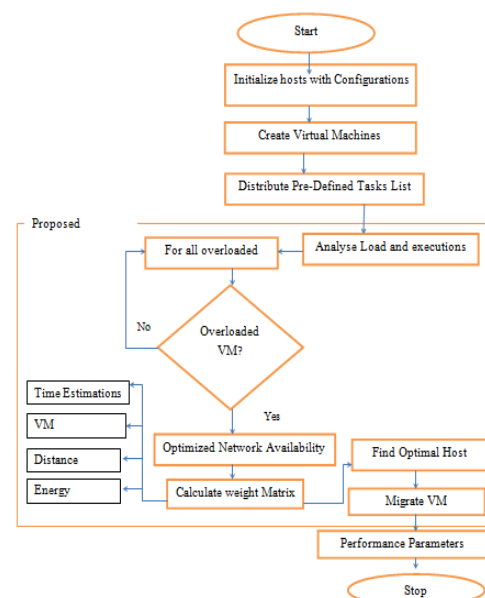 Start
Initialize hosts with Configurations
Create Virtual Machines
Distribute Pre-Defined Tasks List
Proposed
Analyse Load and executions
For all overloaded
No
Overloaded
VM?
Yes
Time Estimations
VM
Distance
Energy
Optimized Network Availability
Calculate weight Matrix
Find Optimal Host
Migrate VM
Performance Parameters
Stop